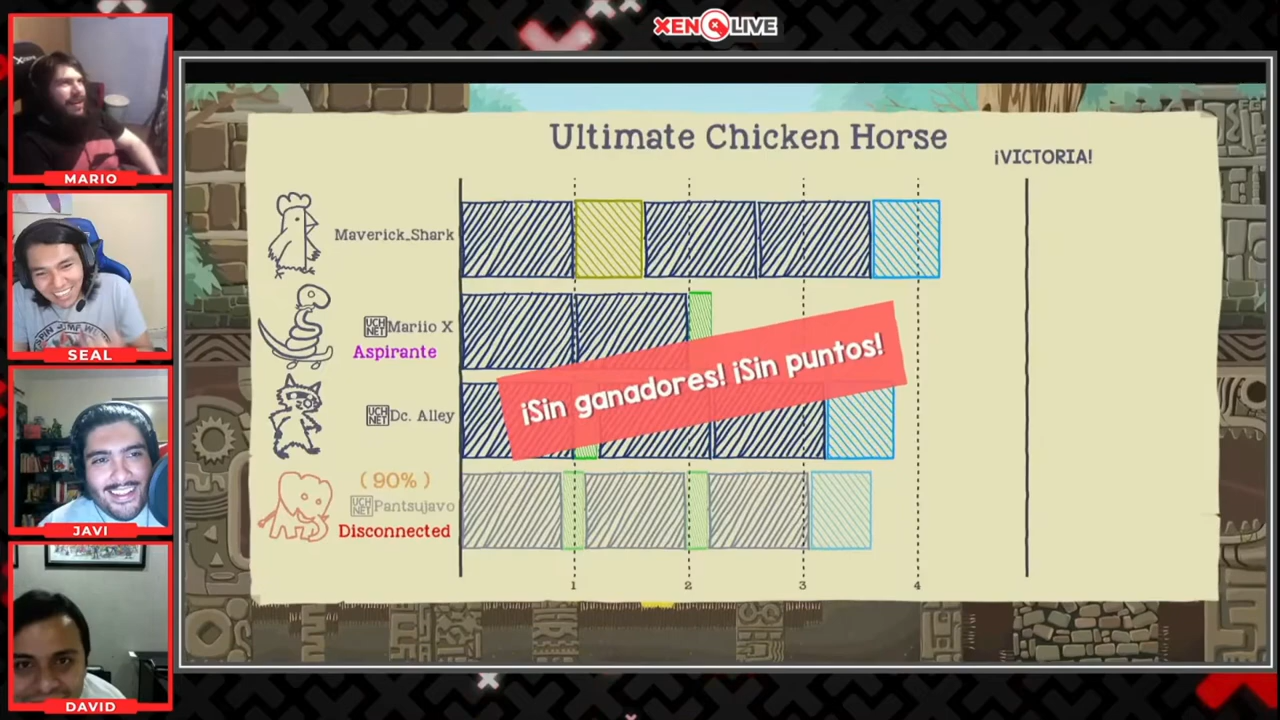 XENOLIVE
MARIO
SEAL
JAVI
DAVID
Ultimate Chicken Horse
¡VICTORIA!
Maverick_Shark
UCH NET Mariio X
Aspirante
UCH NET Dc. Alley
(90%)
UCH NET Pantsujavo
Disconnected
¡Sin ganadores! ¡Sin puntos!
1 2 3 4